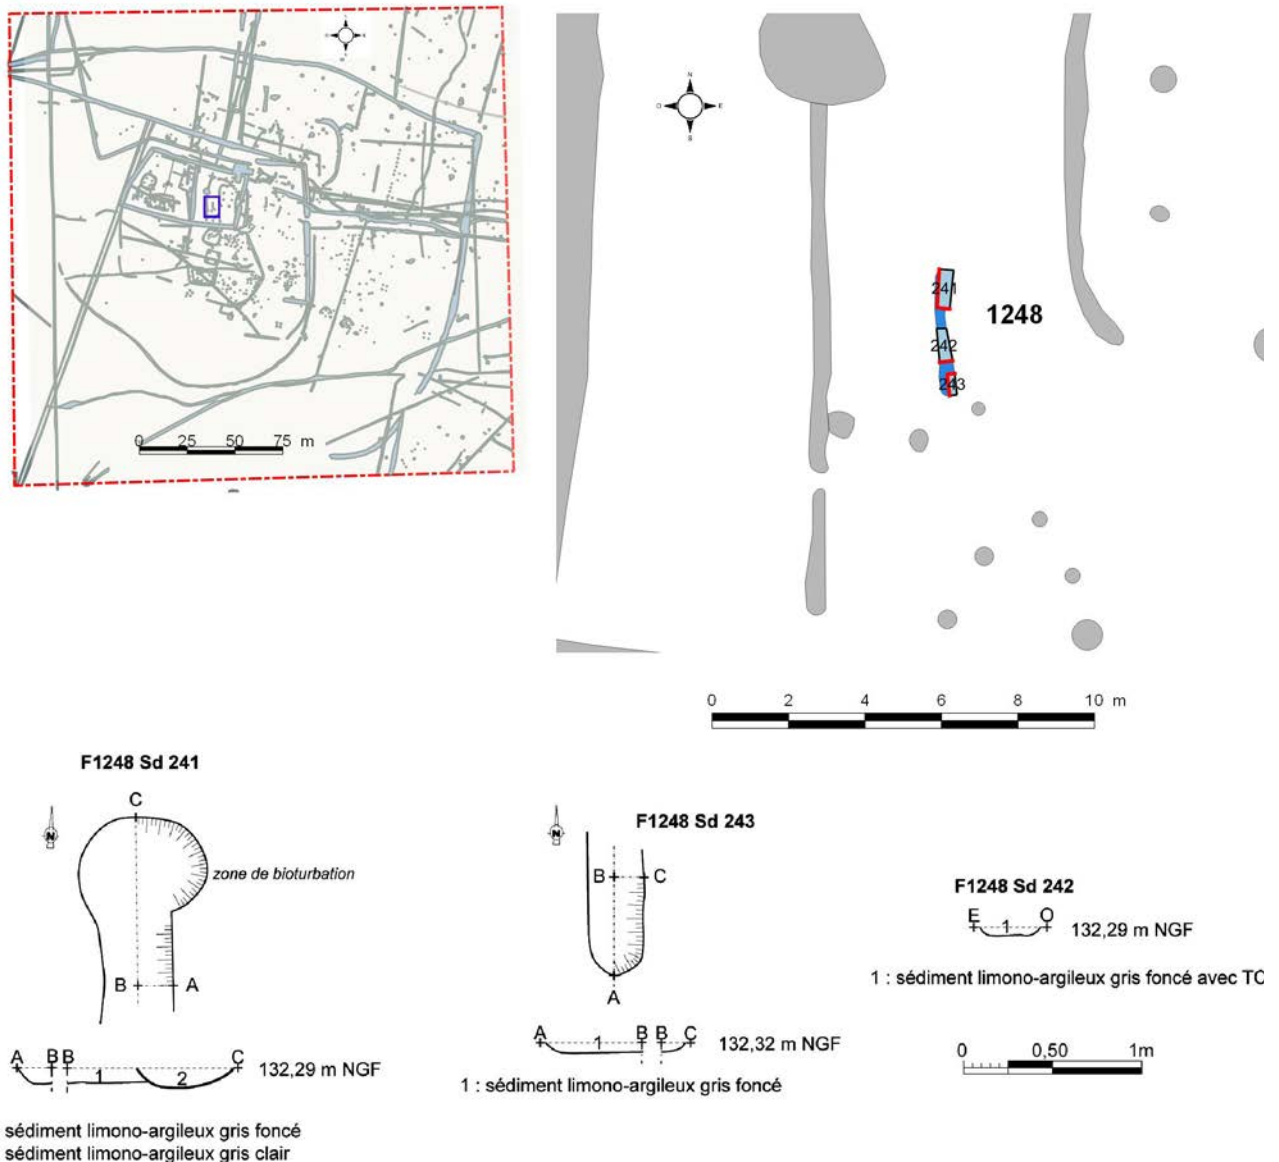 0 25 50 75 m
N
O E
S
241
242
243
1248
0 2 4 6 8 10 m
F1248 Sd 241
C
N
zone de bioturbation
B A
A B B C
1 2
132,29 m NGF
sédiment limono-argileux gris foncé
sédiment limono-argileux gris clair
F1248 Sd 243
N
B C
A
A 1 B B C
132,32 m NGF
1 : sédiment limono-argileux gris foncé
F1248 Sd 242
E 1 O
132,29 m NGF
1 : sédiment limono-argileux gris foncé avec TC
0 0,50 1m